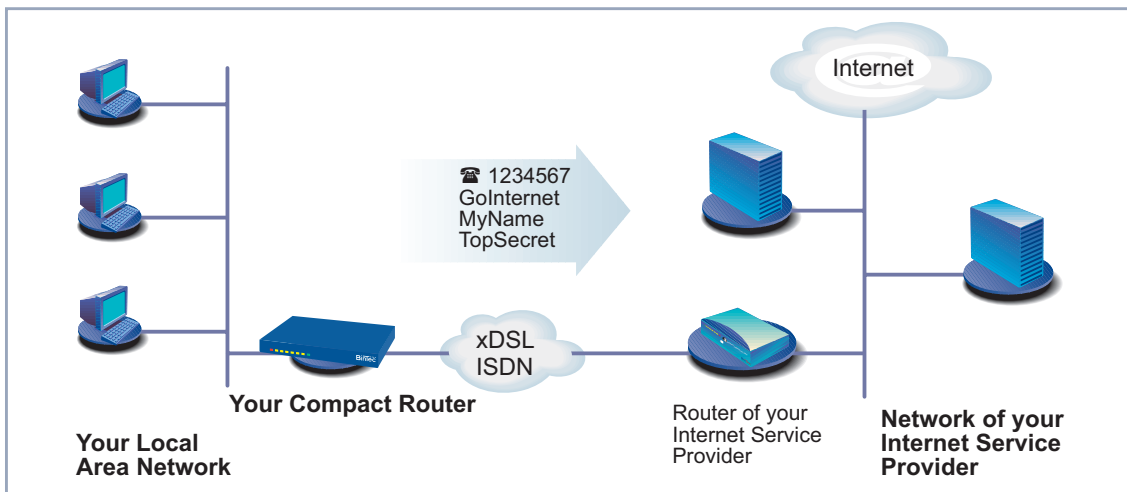 Internet
☎ 1234567
GoInternet
MyName
TopSecret
BinTec
xDSL
ISDN
Your Compact Router
Your Local
Area Network
Router of your
Internet Service
Provider
Network of your
Internet Service
Provider